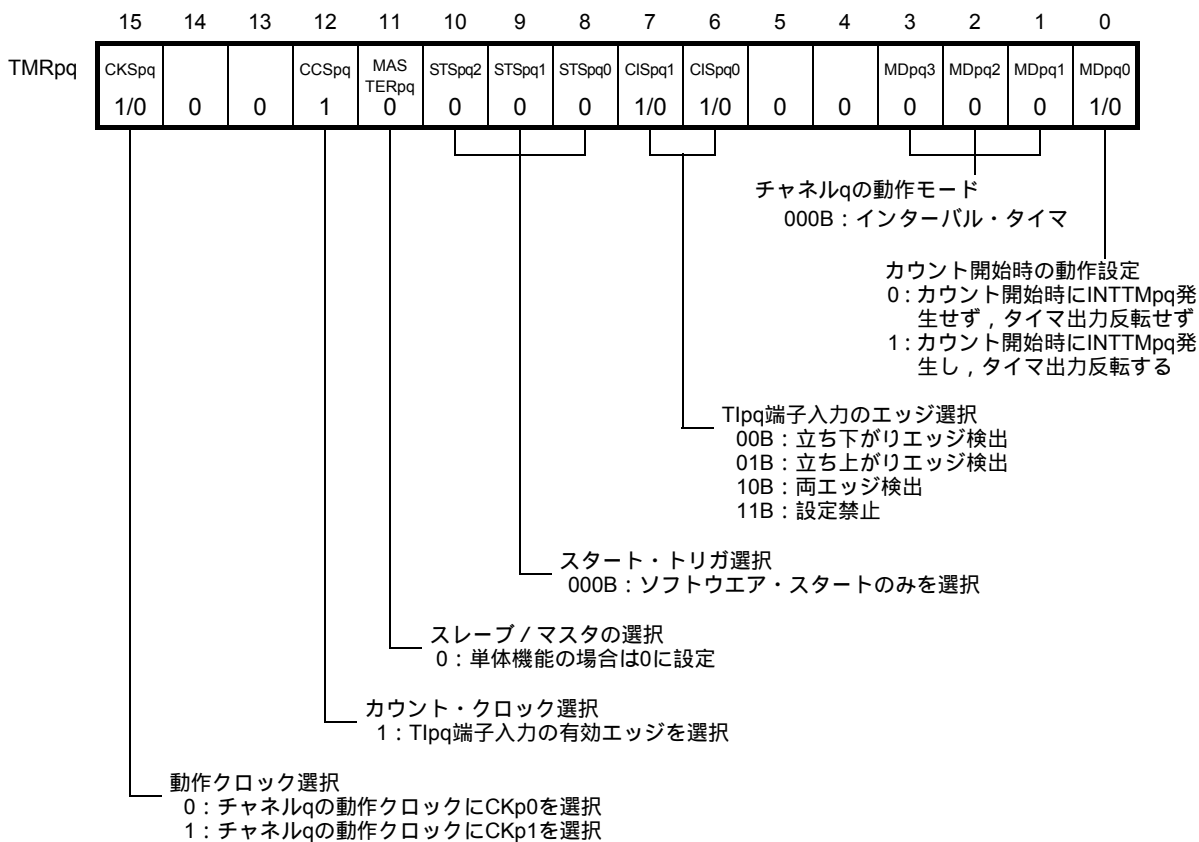 15 14 13 12 11 10 9 8 7 6 5 4 3 2 1 0
TMRpq CKSpq CCSpq MAS TERpq STSpq2 STSpq1 STSpq0 CISpq1 CISpq0 MDpq3 MDpq2 MDpq1 MDpq0
1/0 0 0 1 0 0 0 0 1/0 1/0 0 0 0 0 0 1/0
チャネルqの動作モード
000B:インターバル・タイマ
カウント開始時の動作設定
0:カウント開始時にINTTMpq発
生せず,タイマ出力反転せず
1:カウント開始時にINTTMpq発
生し,タイマ出力反転する
TIpq端子入力のエッジ選択
00B:立ち下がりエッジ検出
01B:立ち上がりエッジ検出
10B:両エッジ検出
11B:設定禁止
スタート・トリガ選択
000B:ソフトウエア・スタートのみを選択
スレーブ/マスタの選択
0:単体機能の場合は0に設定
カウント・クロック選択
1:TIpq端子入力の有効エッジを選択
動作クロック選択
0:チャネルqの動作クロックにCKp0を選択
1:チャネルqの動作クロックにCKp1を選択